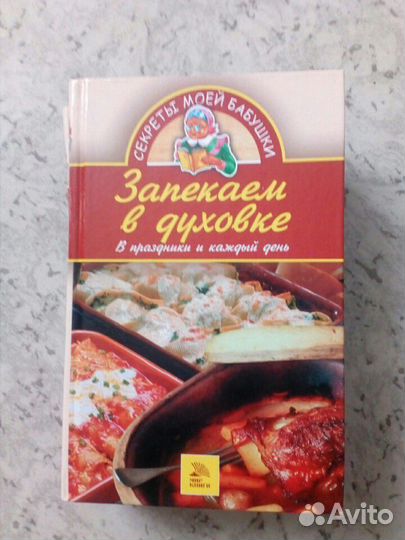 СЕКРЕТЫ МОЕЙ БАБУШКИ
Запекаем
в духовке
В праздники и каждый день
Avito